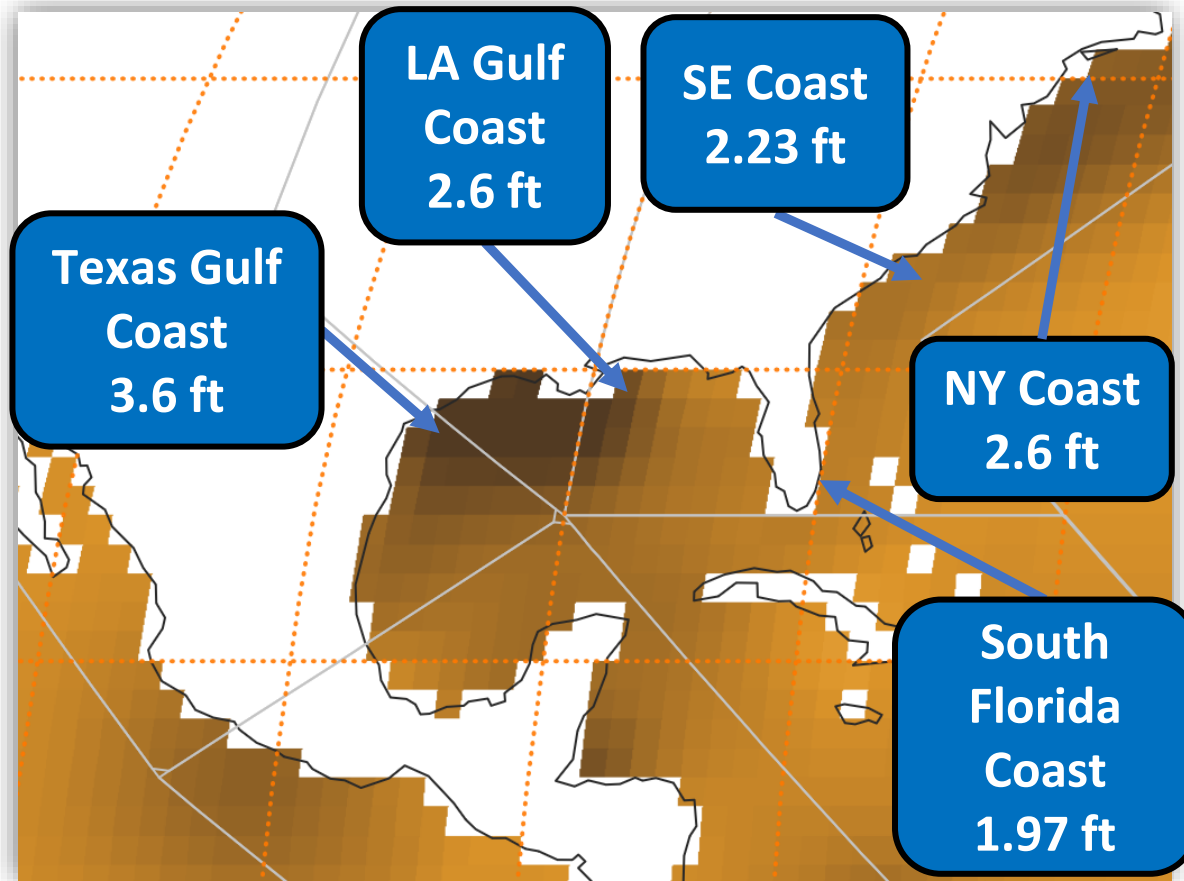 LA Gulf
Coast
2.6 ft
SE Coast
2.23 ft
Texas Gulf
Coast
3.6 ft
NY Coast
2.6 ft
South
Florida
Coast
1.97 ft